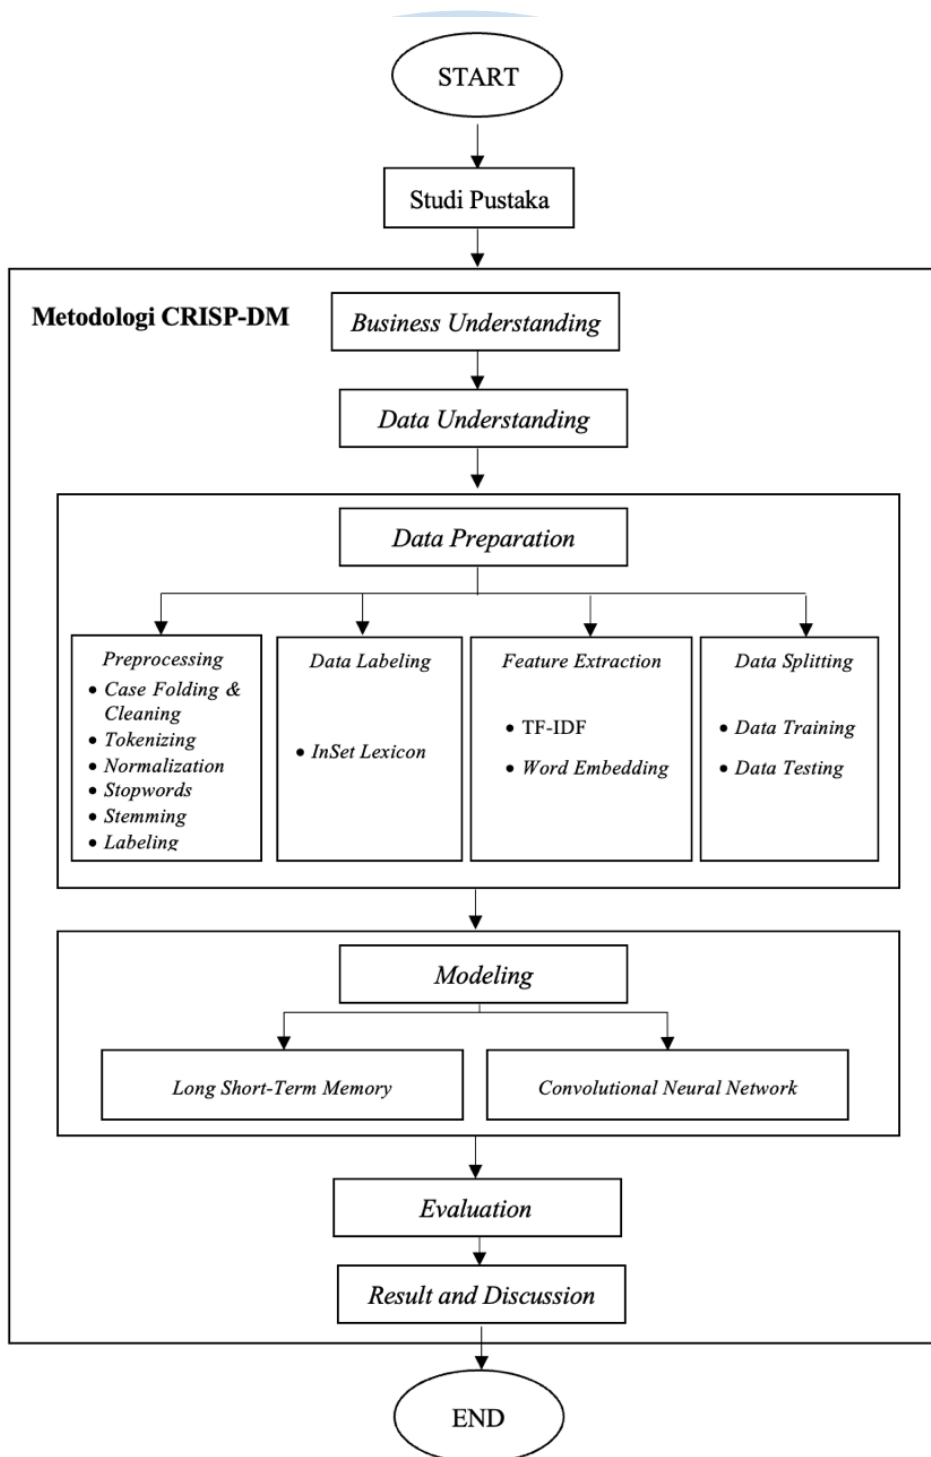 START
Studi Pustaka
Metodologi CRISP-DM
Business Understanding
Data Understanding
Data Preparation
Preprocessing
• Case Folding &
Cleaning
• Tokenizing
• Normalization
• Stopwords
• Stemming
• Labeling
Data Labeling
• InSet Lexicon
Feature Extraction
• TF-IDF
• Word Embedding
Data Splitting
• Data Training
• Data Testing
Modeling
Long Short-Term Memory
Convolutional Neural Network
Evaluation
Result and Discussion
END